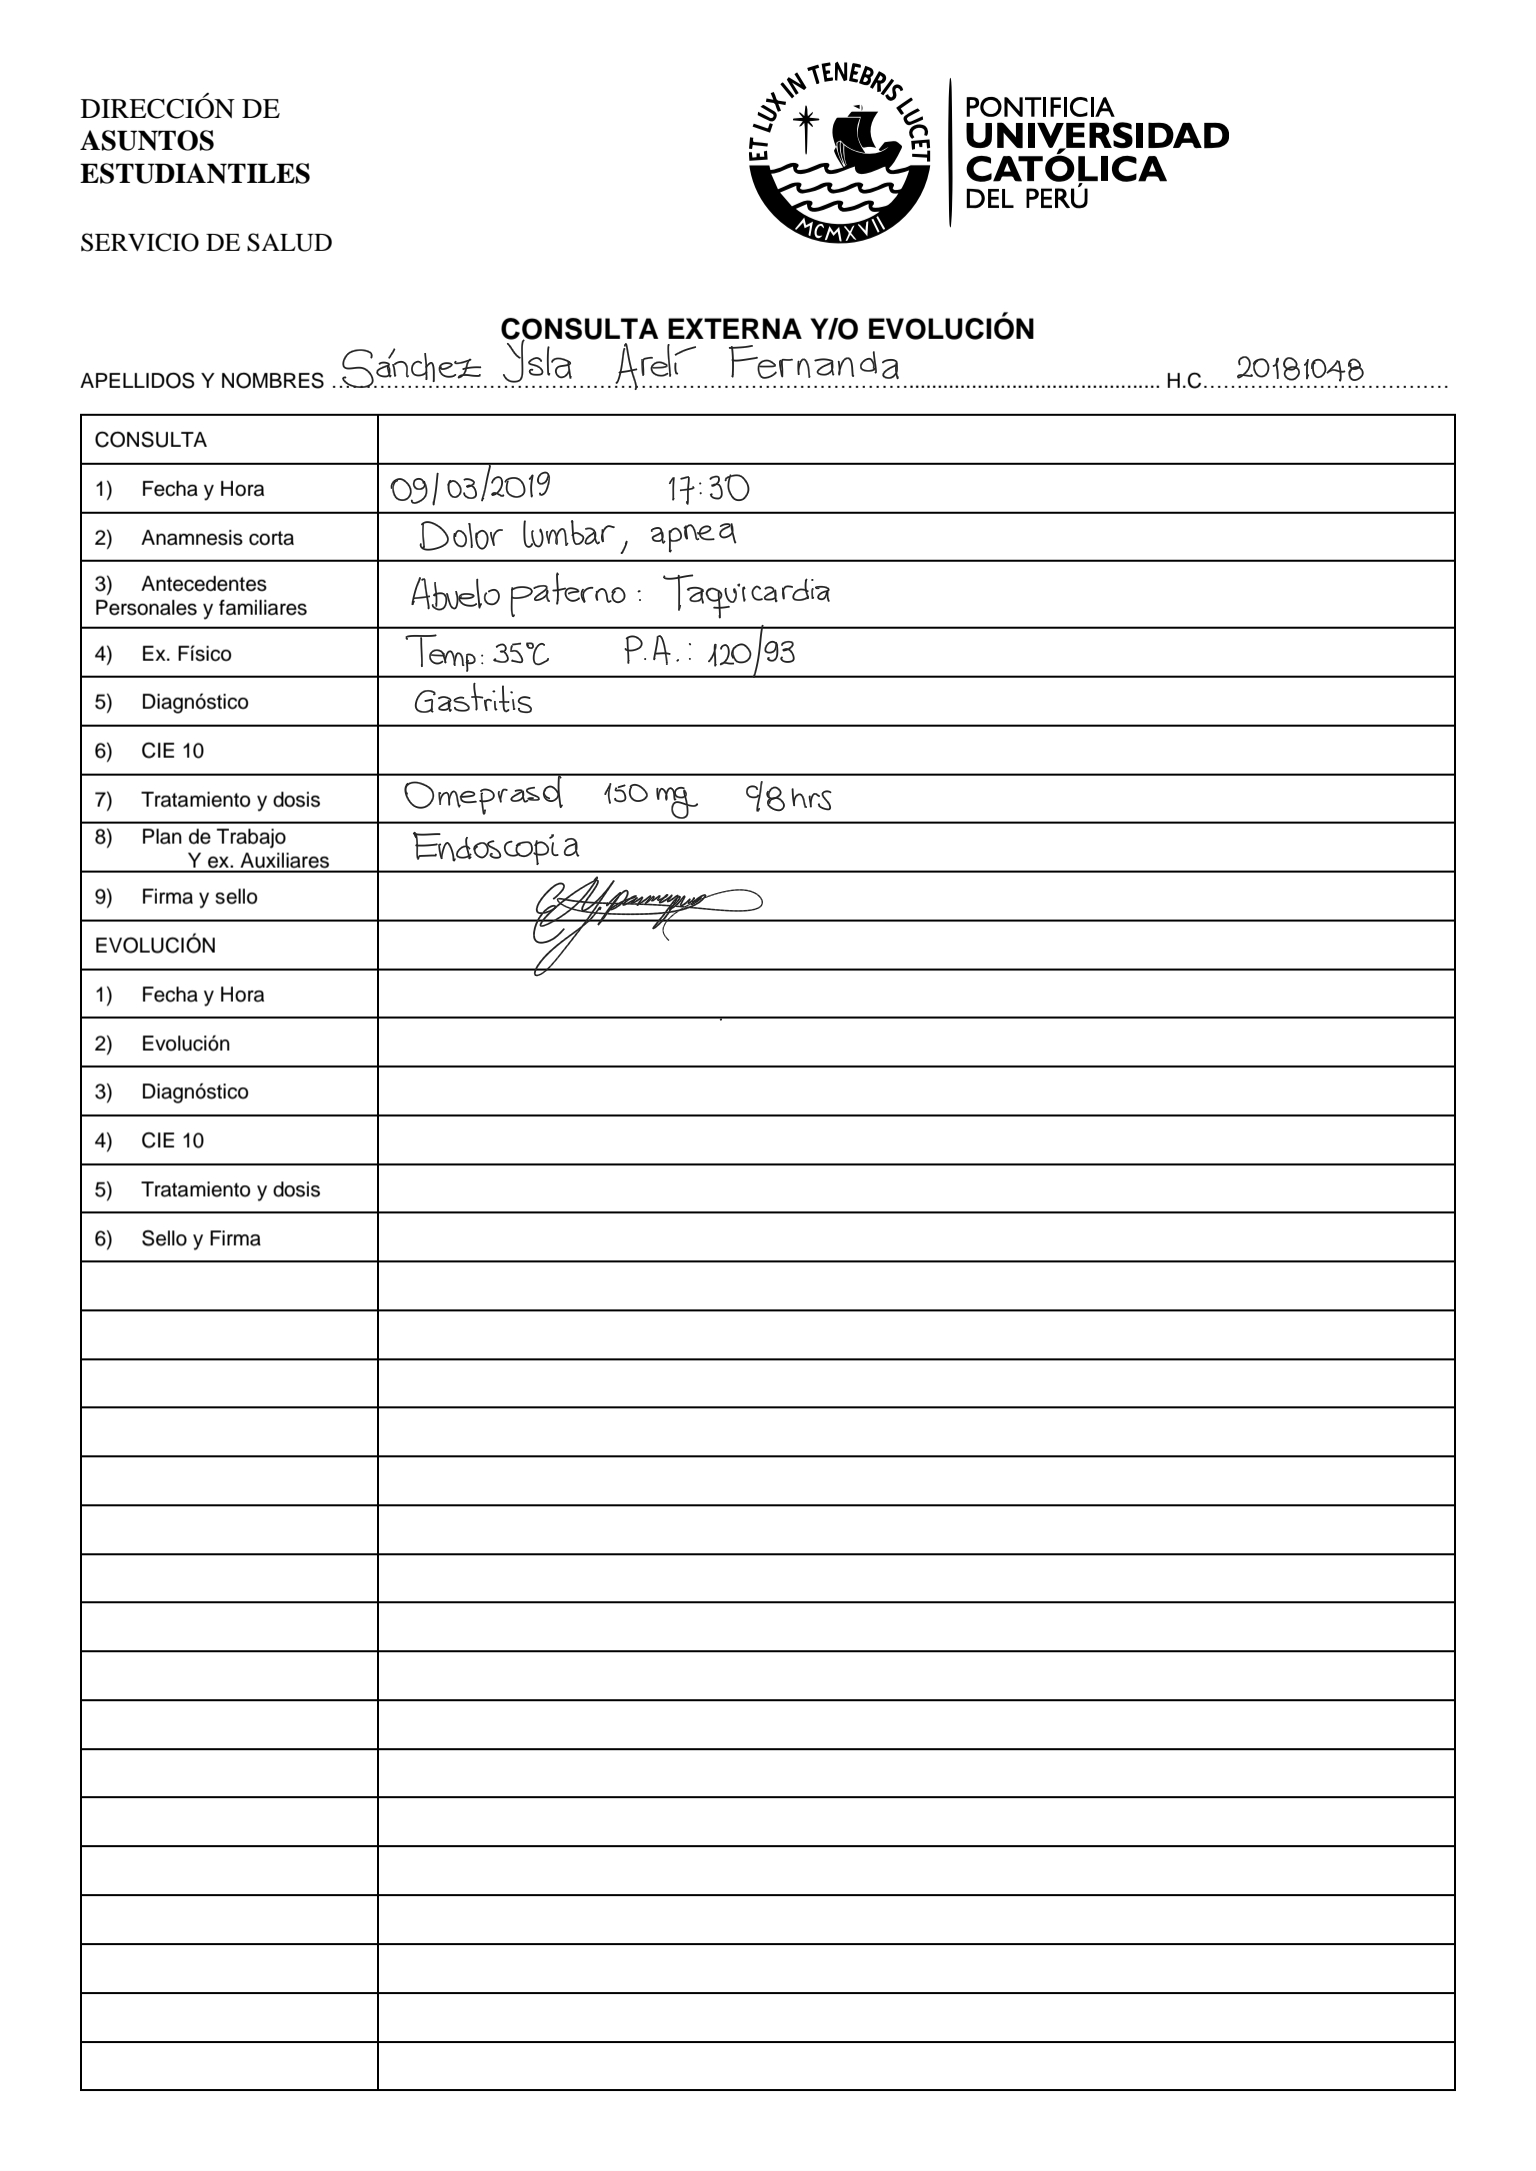 DIRECCIÓN DE
ASUNTOS
ESTUDIANTILES
SERVICIO DE SALUD
ET LUX IN TENEBRIS LUCET
MCMXVII
PONTIFICIA
UNIVERSIDAD
CATÓLICA
DEL PERÚ
CONSULTA EXTERNA Y/O EVOLUCIÓN
APELLIDOS Y NOMBRES Sánchez Ysla Arelí Fernanda H.C. 20181048
CONSULTA
1) Fecha y Hora 09/03/2019 17:30
2) Anamnesis corta Dolor lumbar, apnea
3) Antecedentes
Personales y familiares Abuelo paterno: Taquicardia
4) Ex. Físico Temp: 35°C P.A.: 120/93
5) Diagnóstico Gastritis
6) CIE 10
7) Tratamiento y dosis Omeprasol 150 mg c/8 hrs
8) Plan de Trabajo
Y ex. Auxiliares Endoscopía
9) Firma y sello
EVOLUCIÓN
1) Fecha y Hora
2) Evolución
3) Diagnóstico
4) CIE 10
5) Tratamiento y dosis
6) Sello y Firma